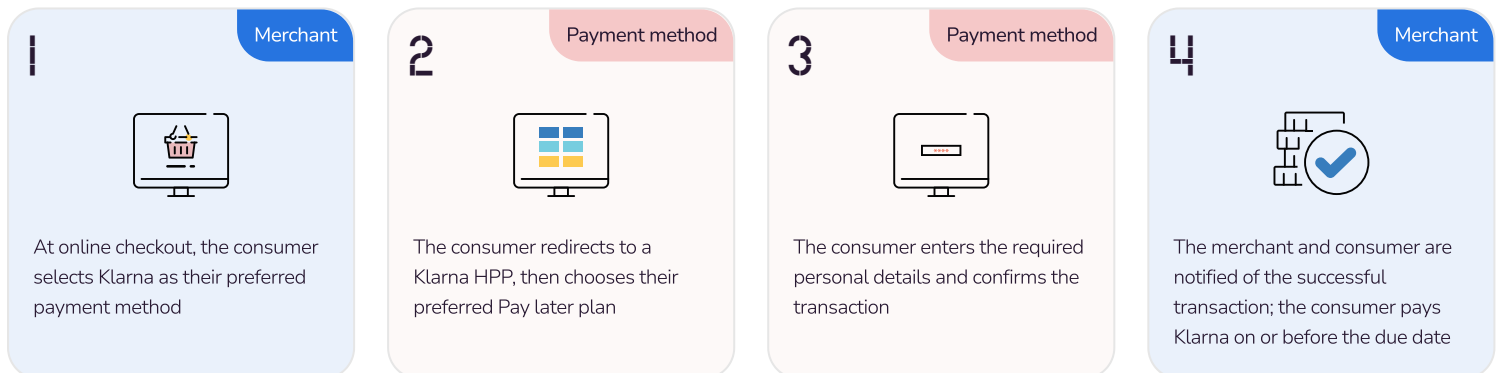 1
Merchant
At online checkout, the consumer
selects Klarna as their preferred
payment method
2
Payment method
The consumer redirects to a
Klarna HPP, then chooses their
preferred Pay later plan
3
Payment method
The consumer enters the required
personal details and confirms the
transaction
4
Merchant
The merchant and consumer are
notified of the successful
transaction; the consumer pays
Klarna on or before the due date